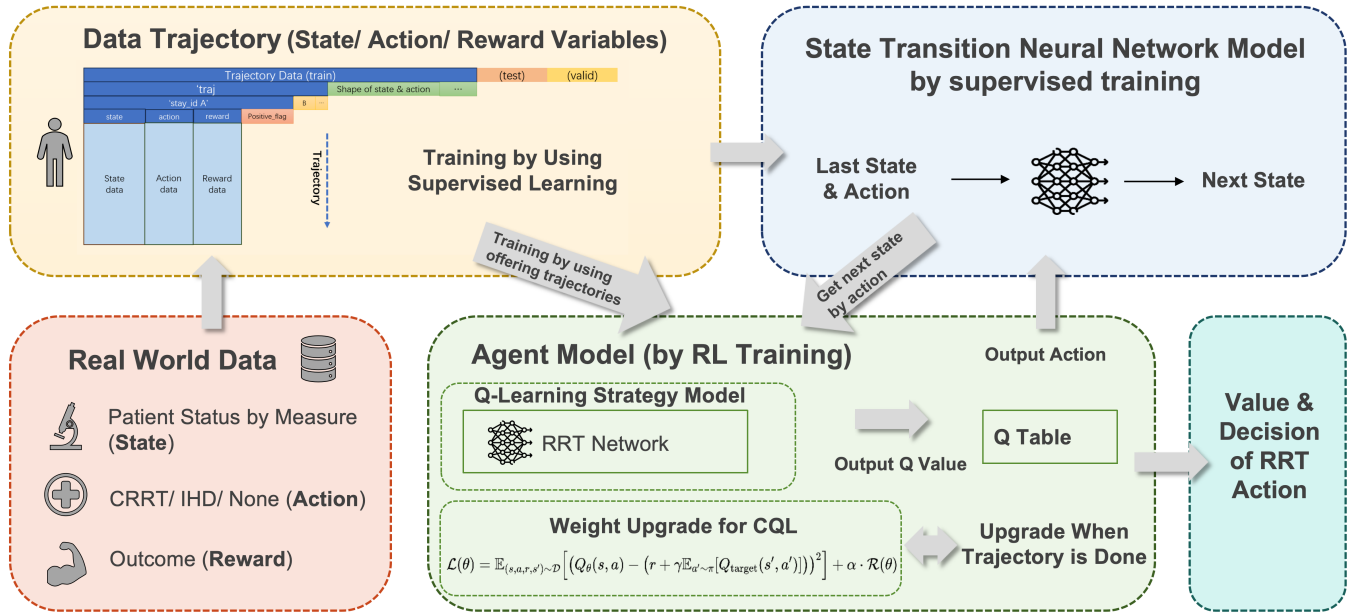 Data Trajectory (State/ Action/ Reward Variables)
Trajectory Data (train)
(test)
(valid)
'traj
Shape of state & action
...
'stay_id A'
B
...
state
action
reward
Positive_flag
State
data
Action
data
Reward
data
Trajectory
Training by Using
Supervised Learning
State Transition Neural Network Model
by supervised training
Last State
& Action
Next State
Training by using
offering trajectories
Get next state
by action
Real World Data
Patient Status by Measure
(State)
CRRT/ IHD/ None (Action)
Outcome (Reward)
Agent Model (by RL Training)
Output Action
Q-Learning Strategy Model
RRT Network
Output Q Value
Q Table
Weight Upgrade for CQL
ℒ(θ) = 𝔼_{(s,a,r,s′)∼𝒟}[(Q_θ(s,a) − (r + γ𝔼_{a′∼π}[Q_target(s′,a′)]))²] + α · ℛ(θ)
Upgrade When
Trajectory is Done
Value &
Decision
of RRT
Action